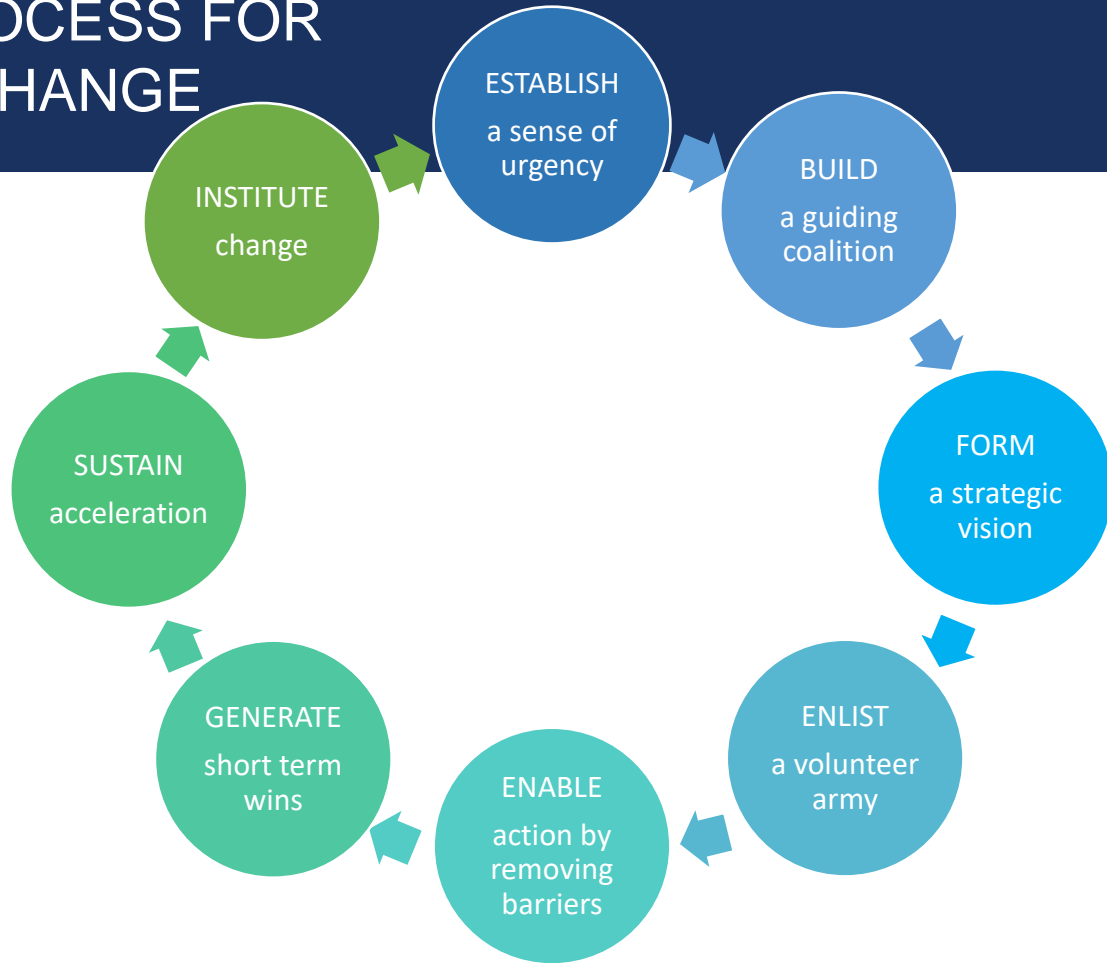 OCESS FOR
HANGE
ESTABLISH
a sense of
urgency
BUILD
a guiding
coalition
FORM
a strategic
vision
ENLIST
a volunteer
army
ENABLE
action by
removing
barriers
GENERATE
short term
wins
SUSTAIN
acceleration
INSTITUTE
change